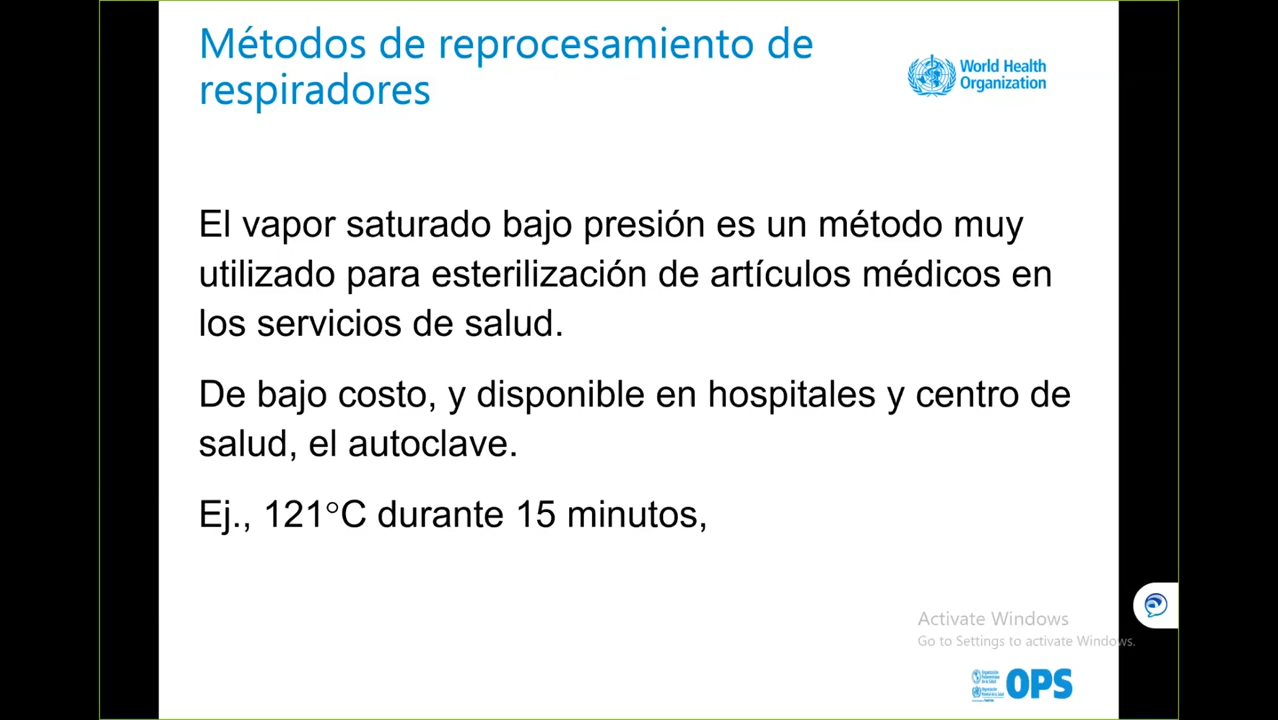 Métodos de reprocesamiento de
respiradores
World Health
Organization
El vapor saturado bajo presión es un método muy
utilizado para esterilización de artículos médicos en
los servicios de salud.
De bajo costo, y disponible en hospitales y centro de
salud, el autoclave.
Ej., 121°C durante 15 minutos,
Activate Windows
Go to Settings to activate Windows.
OPS